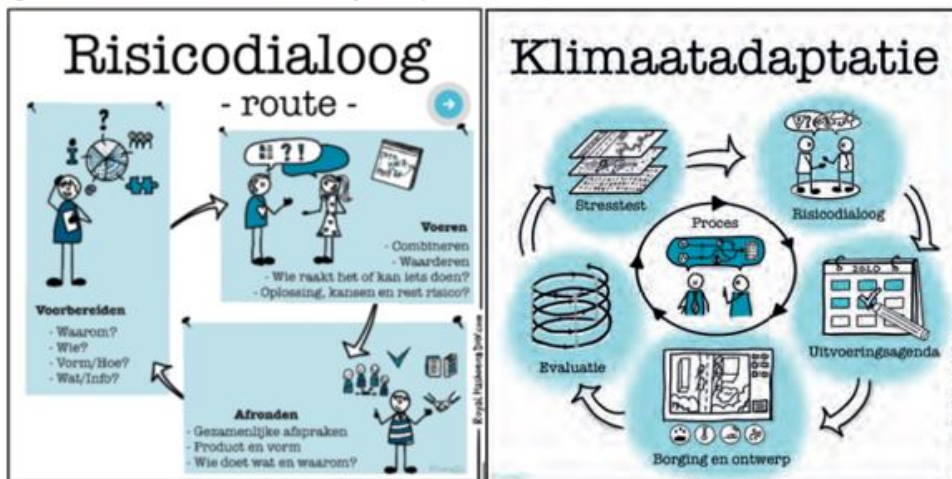 Risicodialoog
- route -
Voorbereiden
- Waarom?
- Wie?
- Vorm/Hoe?
- Wat/Info?
?!
Voeren
- Combineren
- Waarderen
- Wie raakt het of kan iets doen?
- Oplossing, kansen en rest risico?
Afronden
- Gezamenlijke afspraken
- Product en vorm
- Wie doet wat en waarom?
Klimaatadaptatie
Stresstest
Risicodialoog
Proces
2020
Uitvoeringsagenda
Evaluatie
Borging en ontwerp